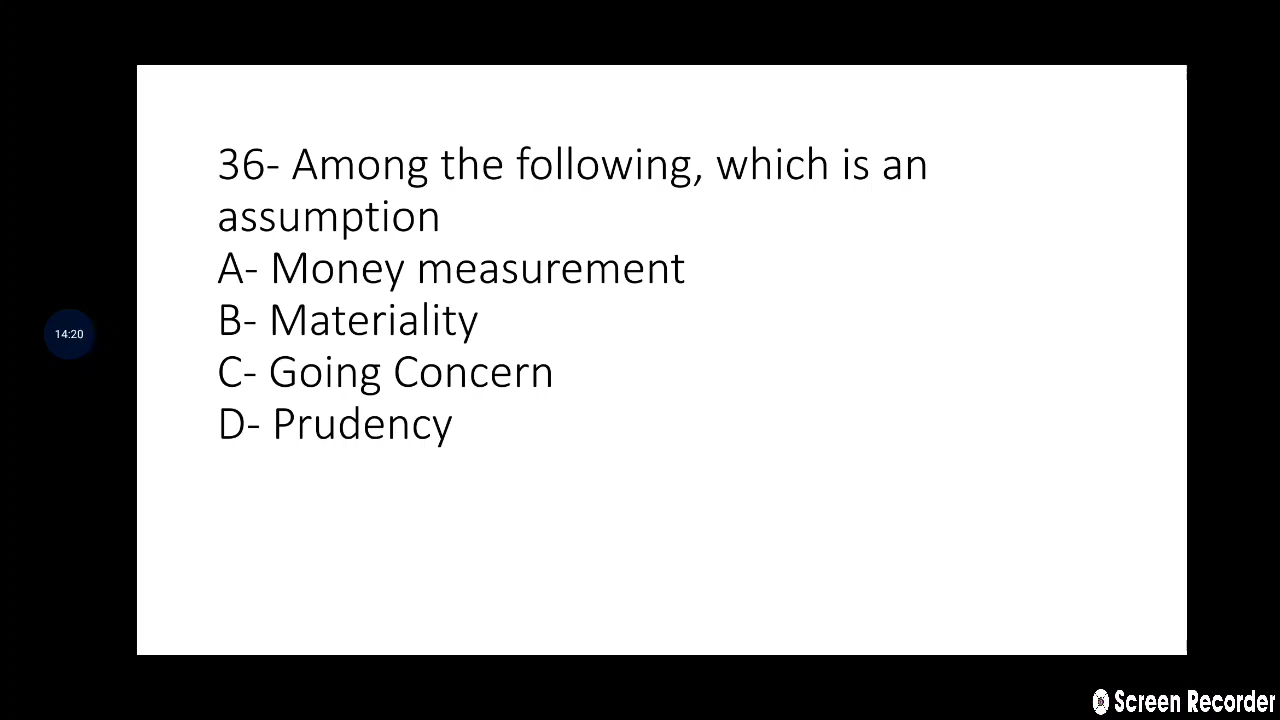 36- Among the following, which is an
assumption
A- Money measurement
B- Materiality
C- Going Concern
D- Prudency
14:20
Screen Recorder